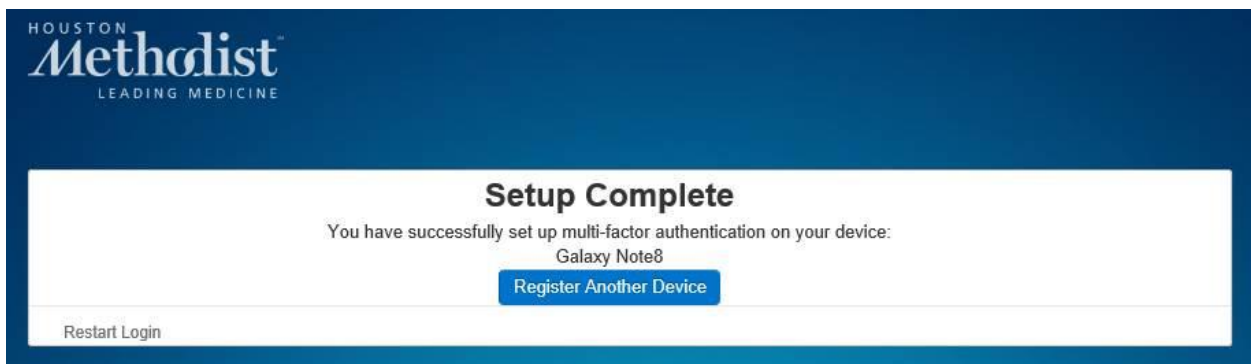 HOUSTON
Methodist
LEADING MEDICINE
Setup Complete
You have successfully set up multi-factor authentication on your device:
Galaxy Note8
Register Another Device
Restart Login